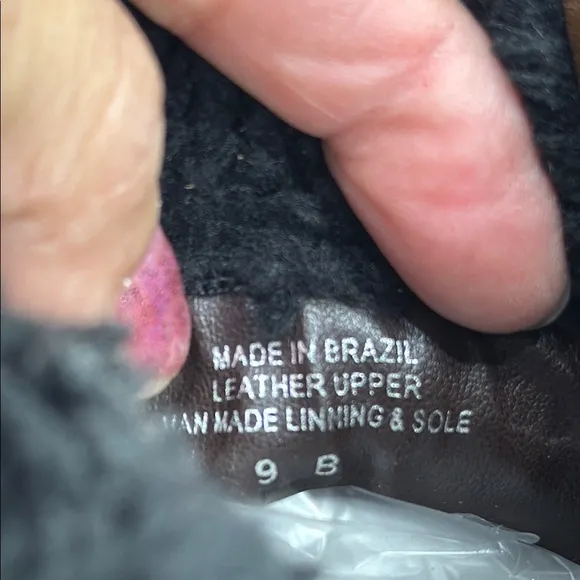 MADE IN BRAZIL
LEATHER UPPER
MAN MADE LINNING & SOLE
9 B